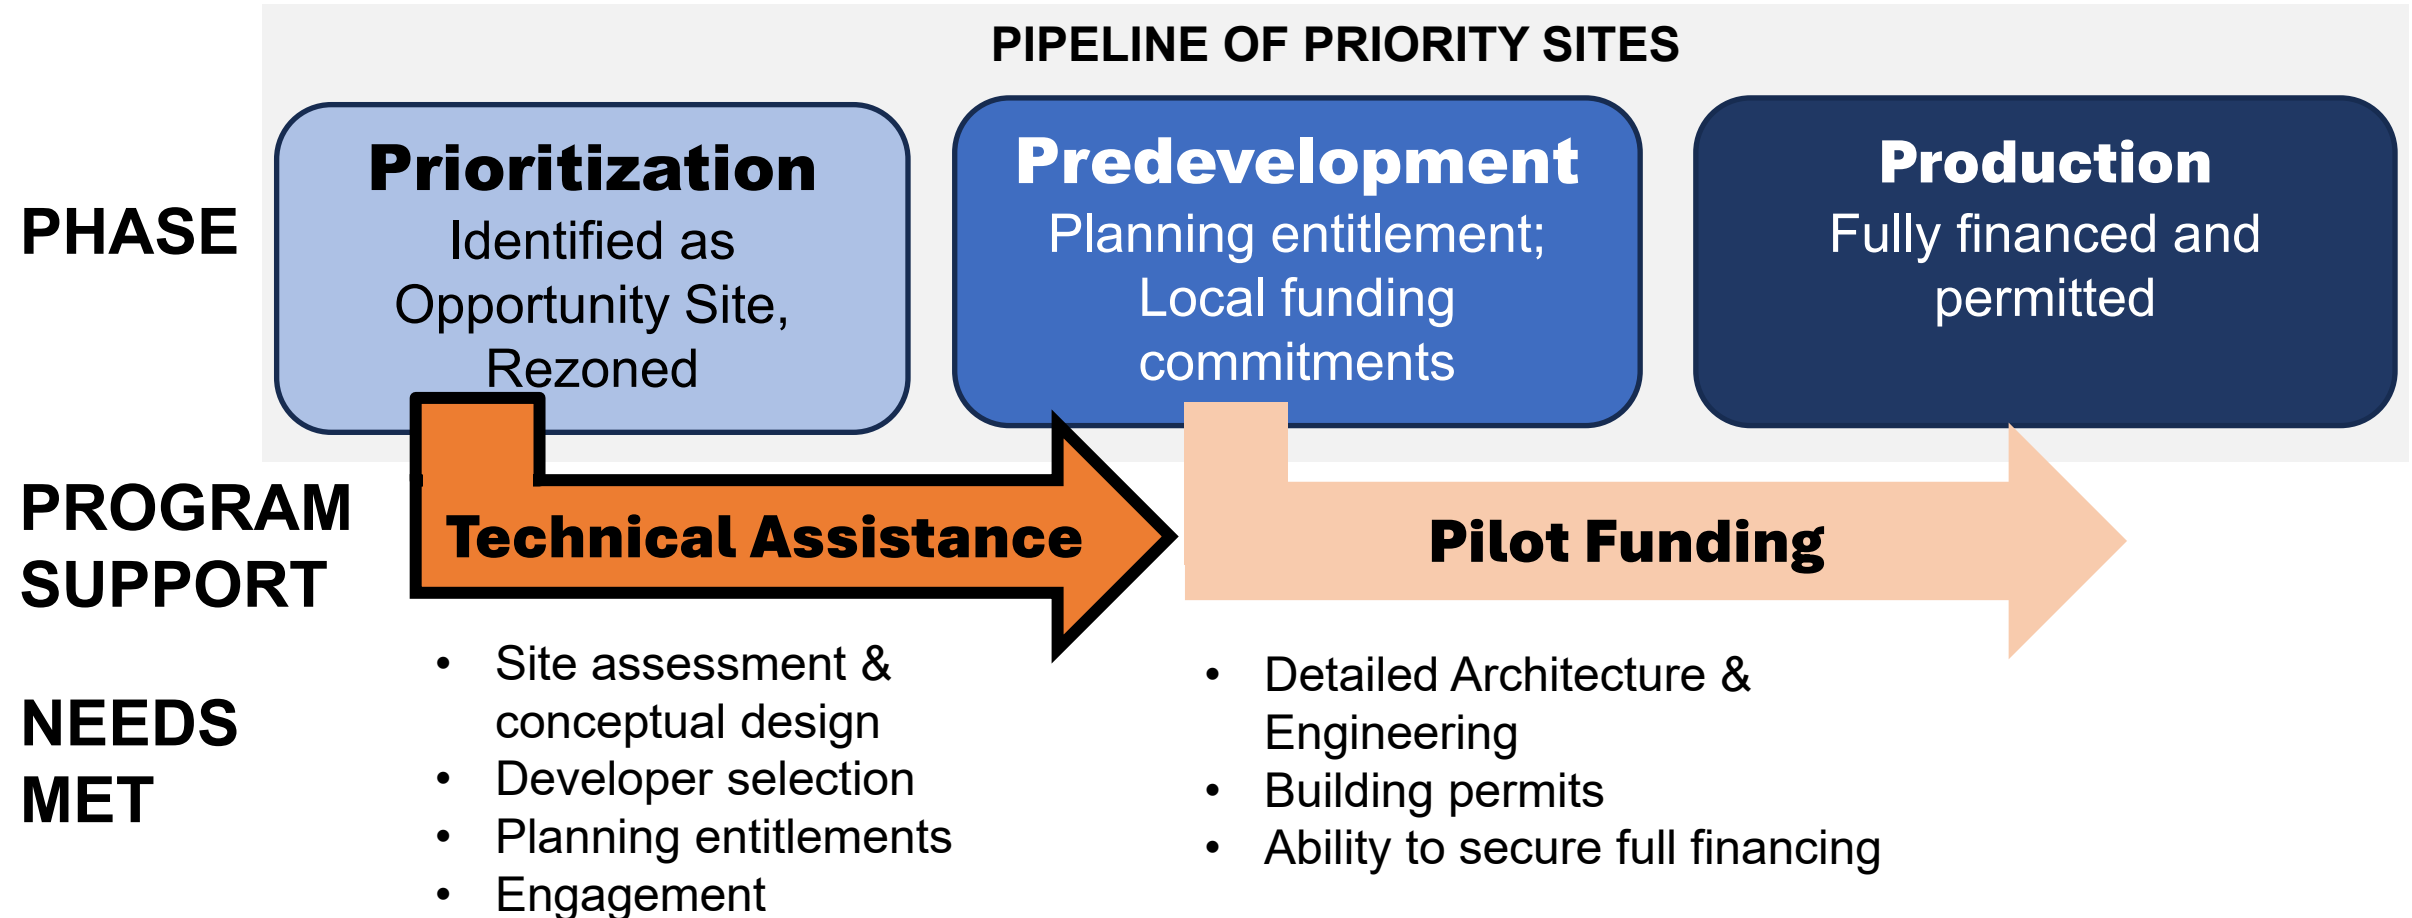 PIPELINE OF PRIORITY SITES
PHASE
Prioritization
Identified as
Opportunity Site,
Rezoned
Predevelopment
Planning entitlement;
Local funding
commitments
Production
Fully financed and
permitted
PROGRAM
SUPPORT
Technical Assistance
Pilot Funding
NEEDS
MET
• Site assessment &
conceptual design
• Developer selection
• Planning entitlements
• Engagement
• Detailed Architecture &
Engineering
• Building permits
• Ability to secure full financing